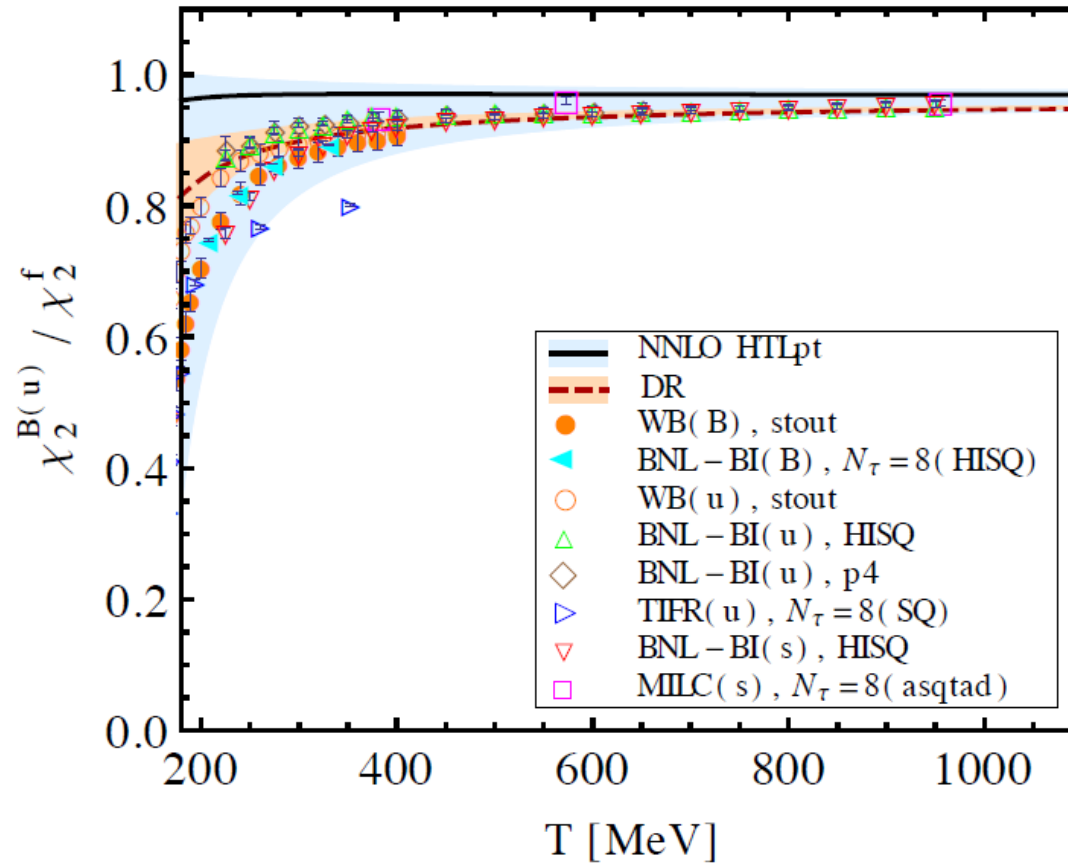 1.0
0.8
0.6
0.4
0.2
0.0
χ₂ᴮ⁽ᵘ⁾ / χ₂ᶠ
NNLO HTLpt
DR
WB(B), stout
BNL−BI(B), Nτ=8(HISQ)
WB(u), stout
BNL−BI(u), HISQ
BNL−BI(u), p4
TIFR(u), Nτ=8(SQ)
BNL−BI(s), HISQ
MILC(s), Nτ=8(asqtad)
200 400 600 800 1000
T [MeV]